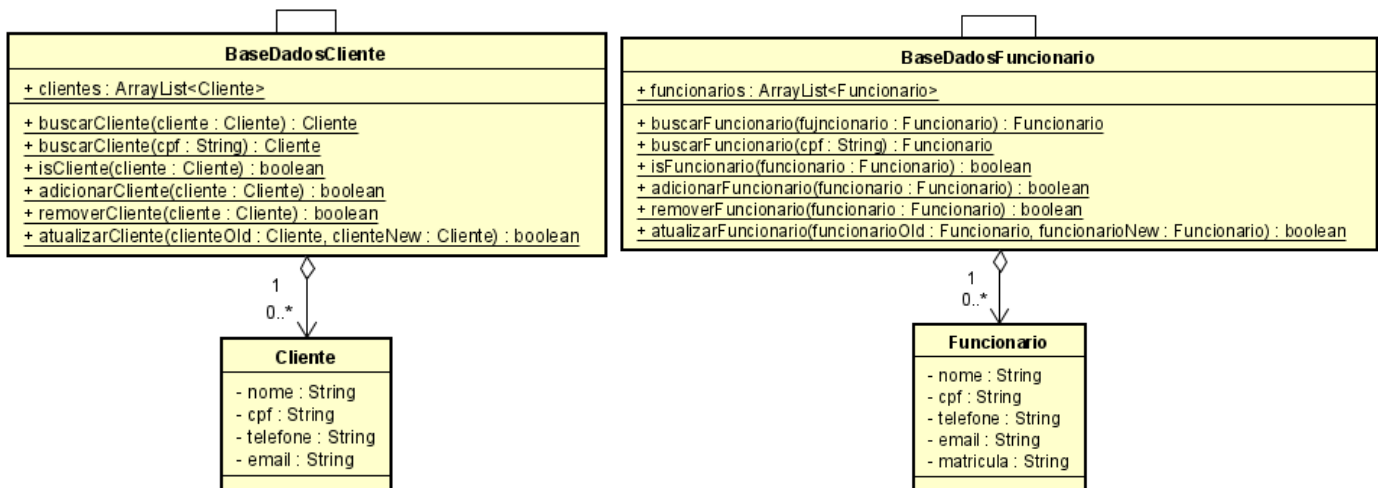 BaseDadosCliente
+ clientes : ArrayList<Cliente>
+ buscarCliente(cliente : Cliente) : Cliente
+ buscarCliente(cpf : String) : Cliente
+ isCliente(cliente : Cliente) : boolean
+ adicionarCliente(cliente : Cliente) : boolean
+ removerCliente(cliente : Cliente) : boolean
+ atualizarCliente(clienteOld : Cliente, clienteNew : Cliente) : boolean
1
0..*
Cliente
- nome : String
- cpf : String
- telefone : String
- email : String
BaseDadosFuncionario
+ funcionarios : ArrayList<Funcionario>
+ buscarFuncionario(fujncionario : Funcionario) : Funcionario
+ buscarFuncionario(cpf : String) : Funcionario
+ isFuncionario(funcionario : Funcionario) : boolean
+ adicionarFuncionario(funcionario : Funcionario) : boolean
+ removerFuncionario(funcionario : Funcionario) : boolean
+ atualizarFuncionario(funcionarioOld : Funcionario, funcionarioNew : Funcionario) : boolean
1
0..*
Funcionario
- nome : String
- cpf : String
- telefone : String
- email : String
- matricula : String